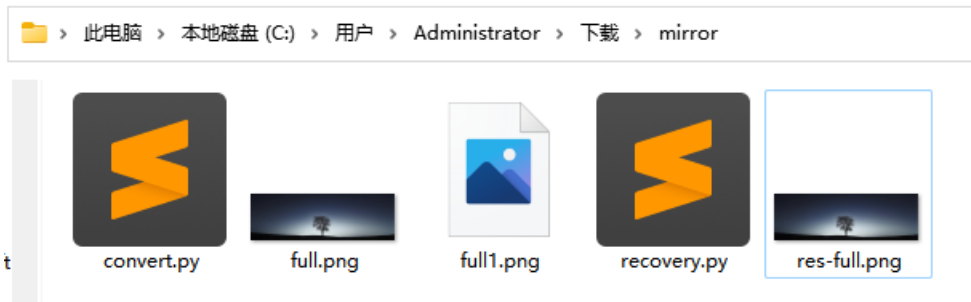 此电脑 › 本地磁盘 (C:) › 用户 › Administrator › 下载 › mirror
t
convert.py full.png full1.png recovery.py res-full.png